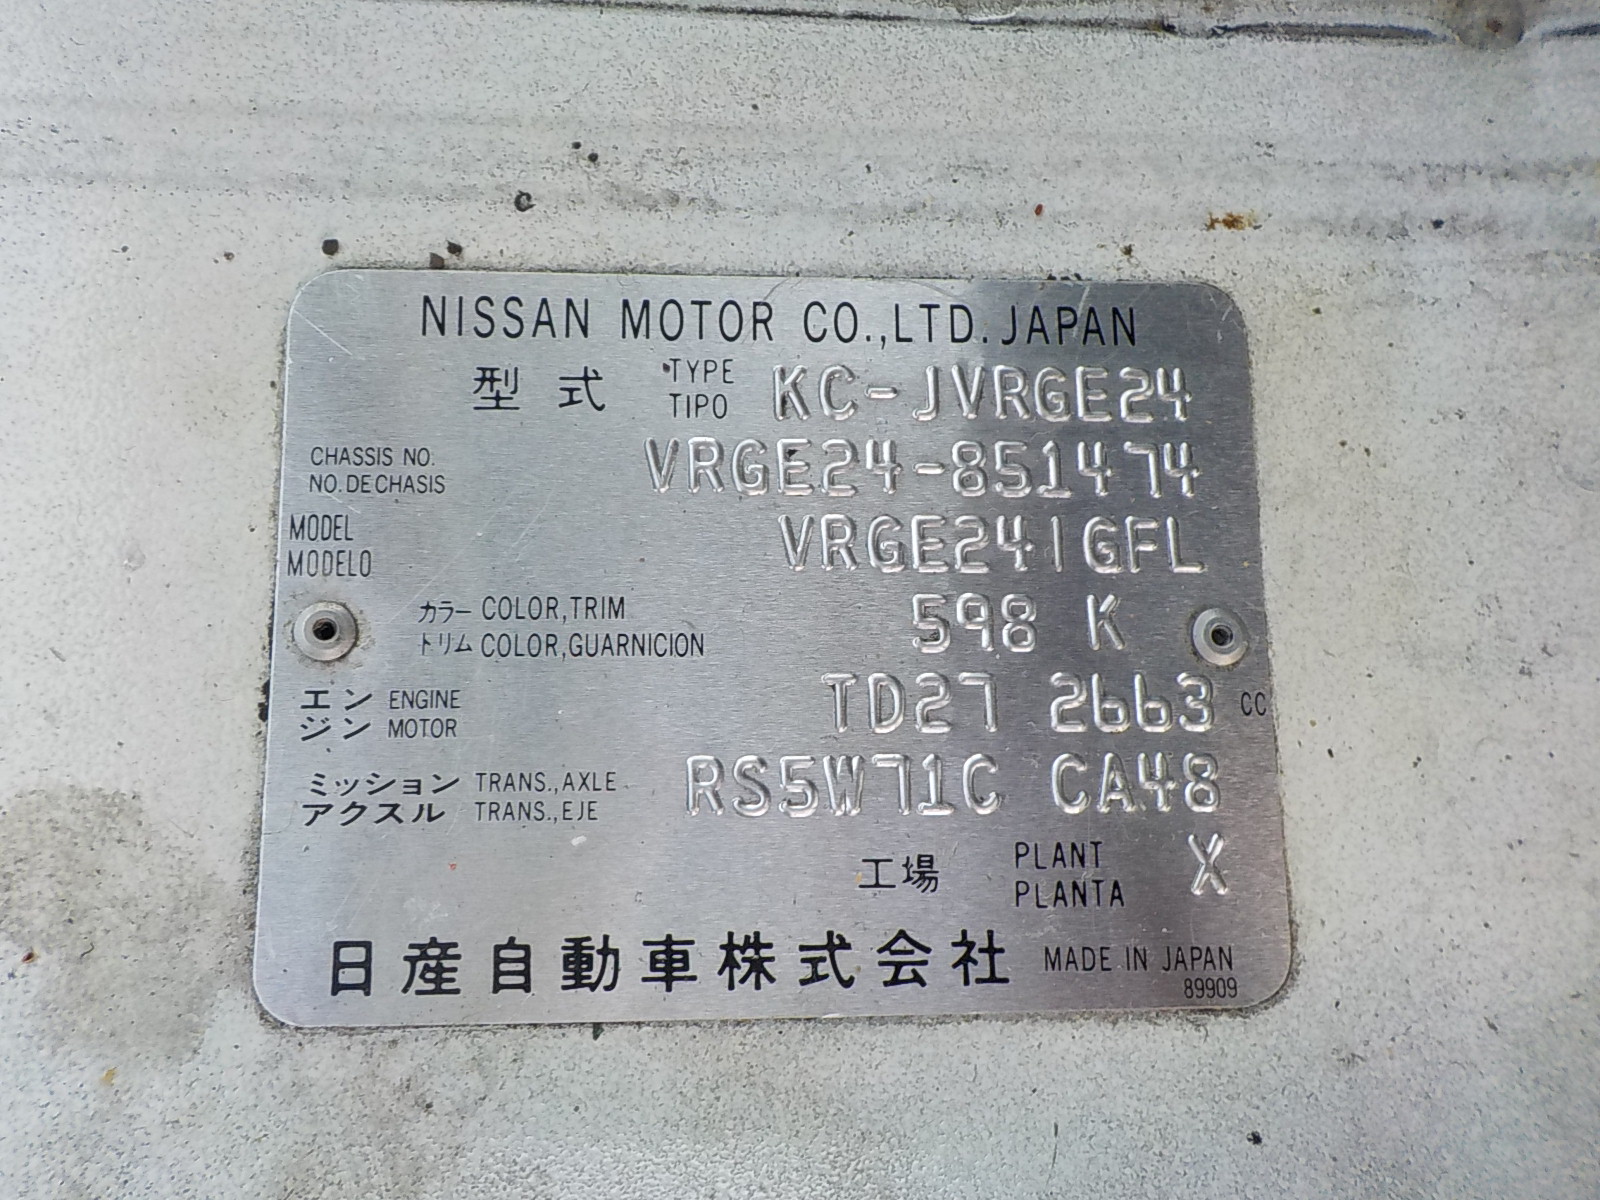 NISSAN MOTOR CO.,LTD.JAPAN
型式 TYPE TIPO KC-JVRGE24
CHASSIS NO. VRGE24-851474
NO.DECHASIS
MODEL VRGE241GFL
MODELO
カラー COLOR,TRIM 598 K
トリム COLOR,GUARNICION
エン ENGINE TD27 2663 CC
ジン MOTOR
ミッション TRANS.,AXLE RS5W71C CA48
アクスル TRANS.,EJE
工場 PLANT X
PLANTA
日産自動車株式会社 MADE IN JAPAN
89909